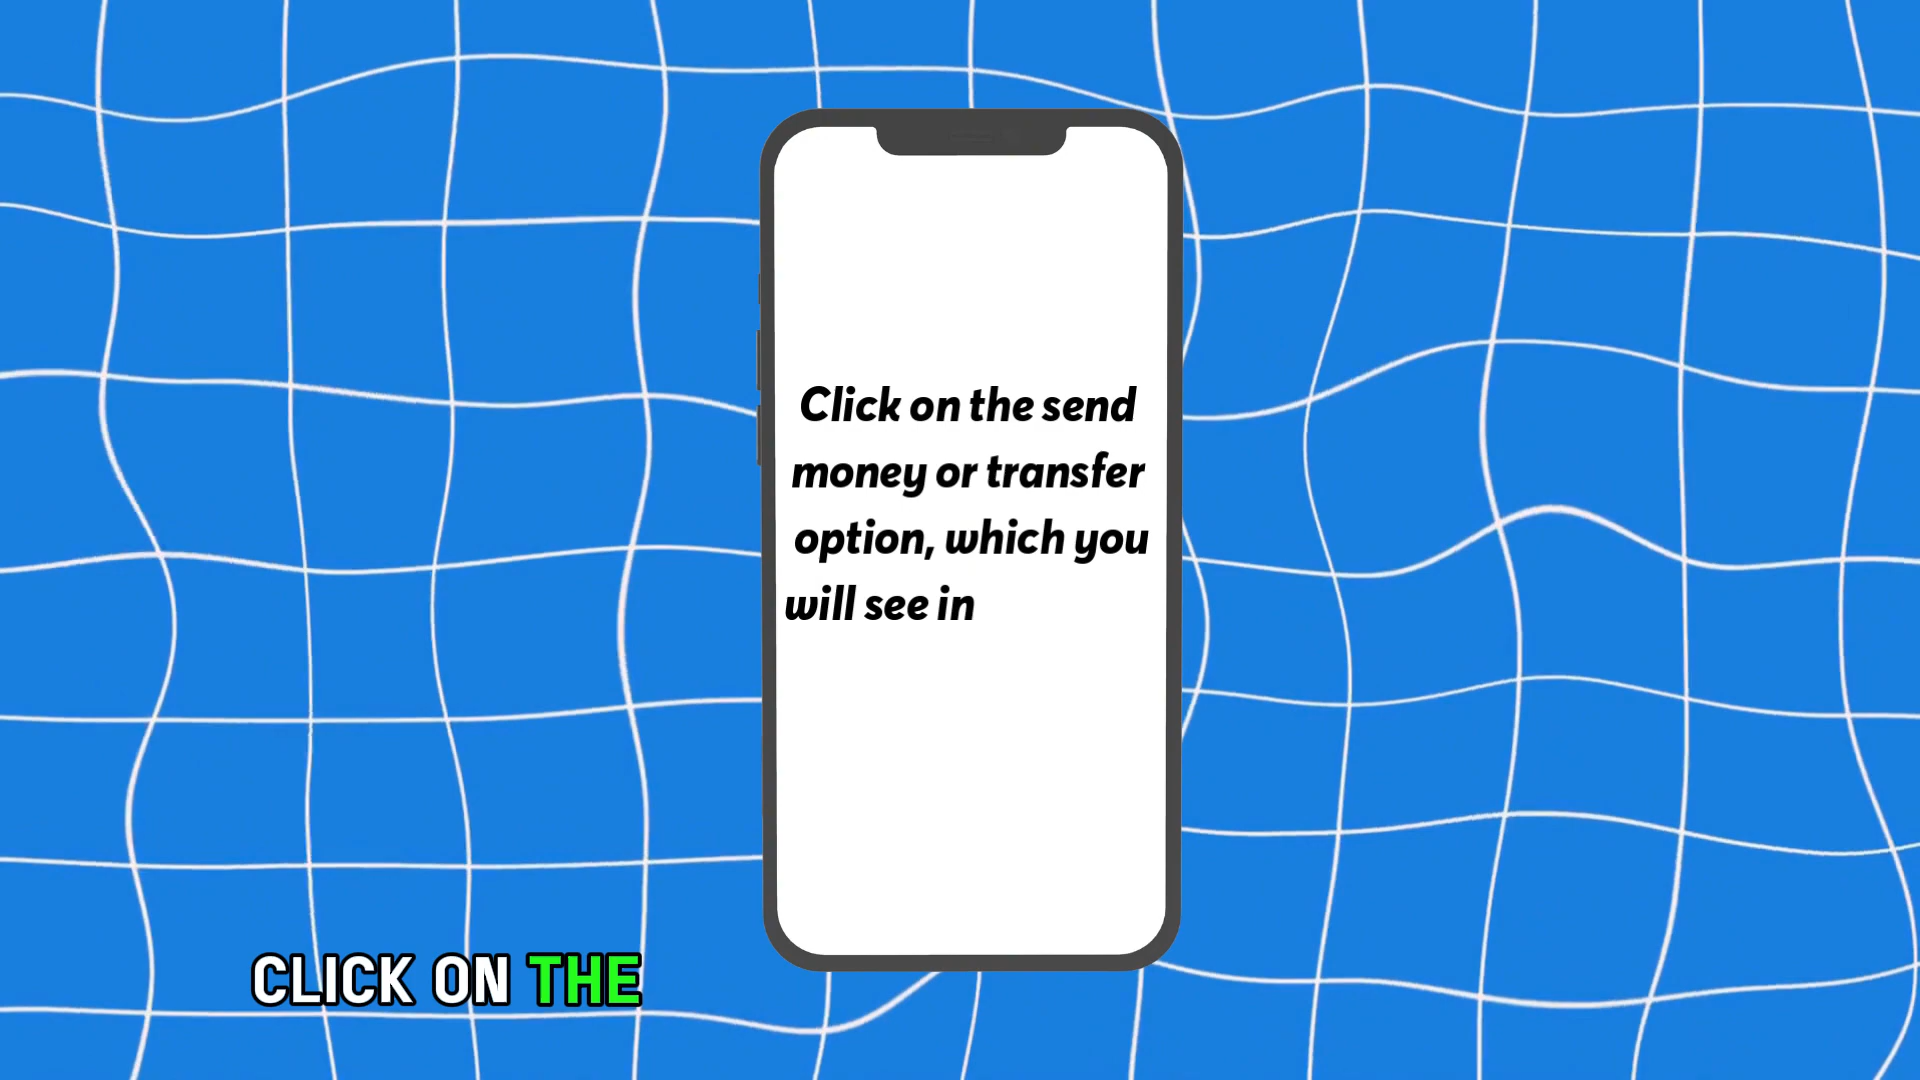 Click on the send
money or transfer
option, which you
will see in
CLICK ON THE